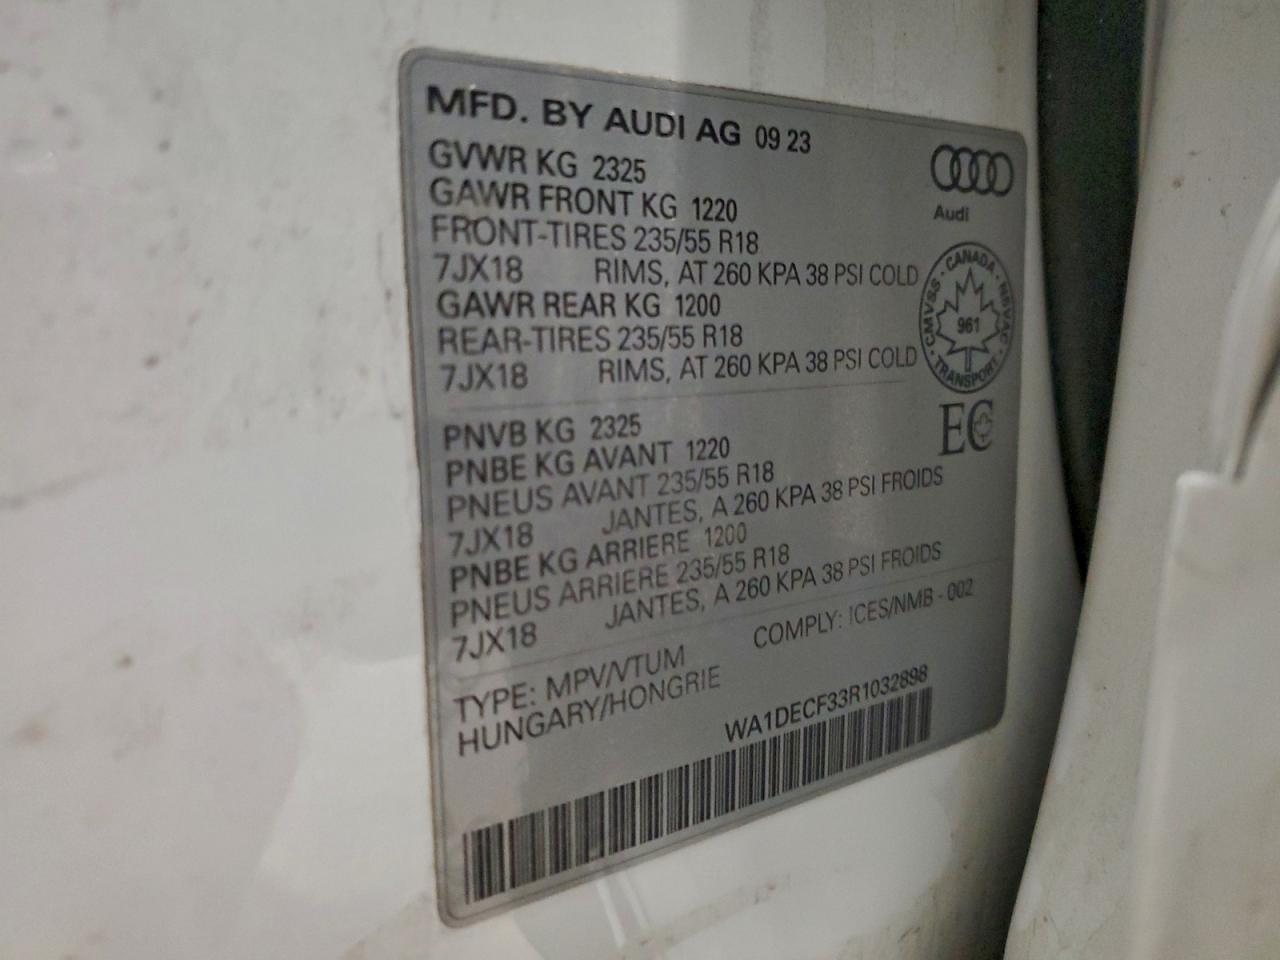 MFD. BY AUDI AG 09 23
GVWR KG 2325
GAWR FRONT KG 1220
FRONT-TIRES 235/55 R18
7JX18 RIMS, AT 260 KPA 38 PSI COLD
GAWR REAR KG 1200
REAR-TIRES 235/55 R18
7JX18 RIMS, AT 260 KPA 38 PSI COLD
Audi
CANADA · NSVAC · TRANSPORT · CMVSS
961
EC
PNVB KG 2325
PNBE KG AVANT 1220
PNEUS AVANT 235/55 R18
7JX18 JANTES, A 260 KPA 38 PSI FROIDS
PNBE KG ARRIERE 1200
PNEUS ARRIERE 235/55 R18
7JX18 JANTES, A 260 KPA 38 PSI FROIDS
TYPE: MPV/VTUM COMPLY: ICES/NMB - 002
HUNGARY/HONGRIE
WA1DECF33R1032898